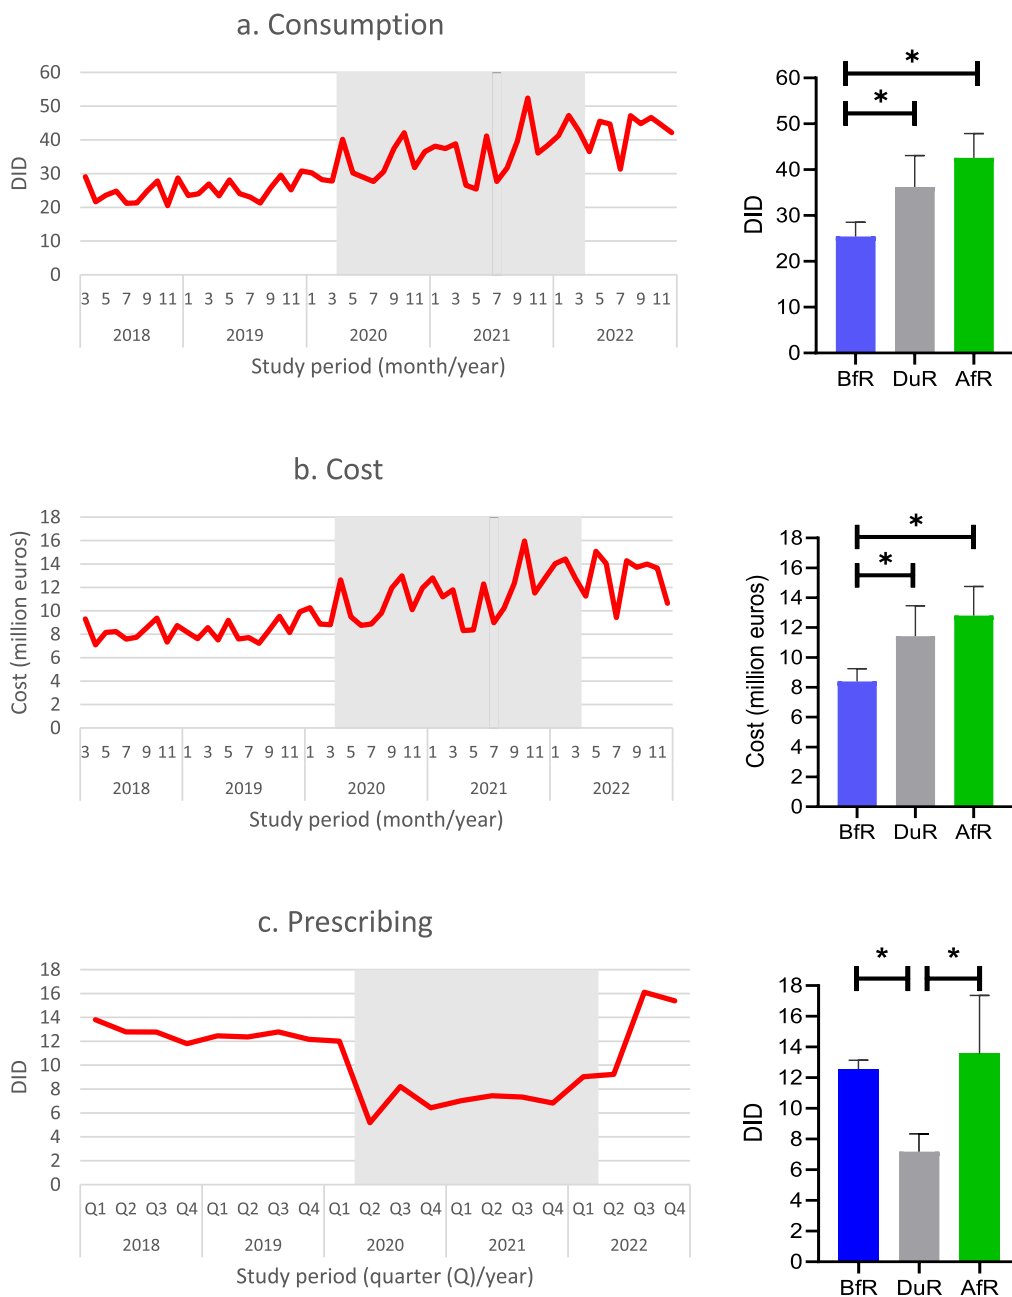 a. Consumption
DID
60
50
40
30
20
10
0
3 5 7 9 11 1 3 5 7 9 11 1 3 5 7 9 11 1 3 5 7 9 11 1 3 5 7 9 11
2018 2019 2020 2021 2022
Study period (month/year)
* *
DID
60
50
40
30
20
10
0
BfR DuR AfR
b. Cost
Cost (million euros)
18
16
14
12
10
8
6
4
2
0
3 5 7 9 11 1 3 5 7 9 11 1 3 5 7 9 11 1 3 5 7 9 11 1 3 5 7 9 11
2018 2019 2020 2021 2022
Study period (month/year)
* *
Cost (million euros)
18
16
14
12
10
8
6
4
2
0
BfR DuR AfR
c. Prescribing
DID
18
16
14
12
10
8
6
4
2
0
Q1 Q2 Q3 Q4 Q1 Q2 Q3 Q4 Q1 Q2 Q3 Q4 Q1 Q2 Q3 Q4 Q1 Q2 Q3 Q4
2018 2019 2020 2021 2022
Study period (quarter (Q)/year)
* *
DID
18
16
14
12
10
8
6
4
2
0
BfR DuR AfR